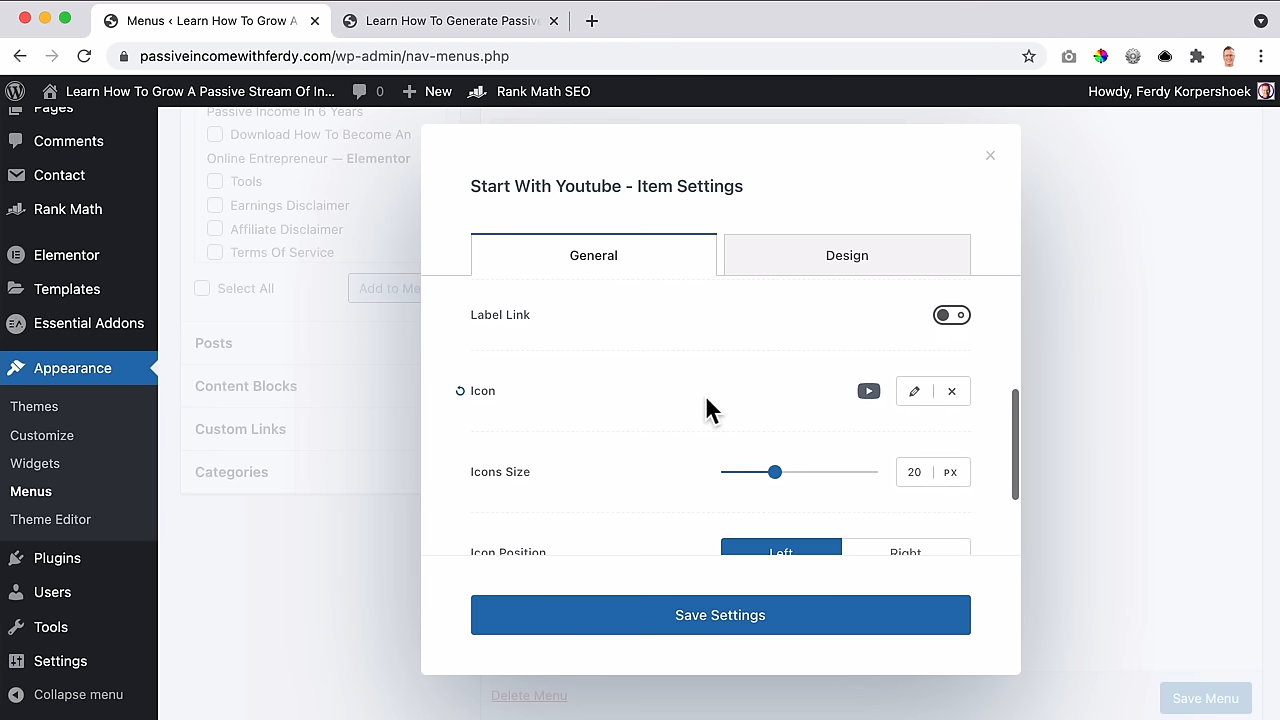 Menus ‹ Learn How To Grow A
Learn How To Generate Passive
passiveincomewithferdy.com/wp-admin/nav-menus.php
Learn How To Grow A Passive Stream Of In...
0
New
Rank Math SEO
Howdy, Ferdy Korpershoek
Pages
Comments
Contact
Rank Math
Elementor
Templates
Essential Addons
Appearance
Themes
Customize
Widgets
Menus
Theme Editor
Plugins
Users
Tools
Settings
Collapse menu
Passive Income In 6 Years
Download How To Become An
Online Entrepreneur — Elementor
Tools
Earnings Disclaimer
Affiliate Disclaimer
Terms Of Service
Select All
Add to Me
Posts
Content Blocks
Custom Links
Categories
Start With Youtube - Item Settings
General
Design
Label Link
Icon
Icons Size
20
PX
Icon Position
Left
Right
Save Settings
Delete Menu
Save Menu